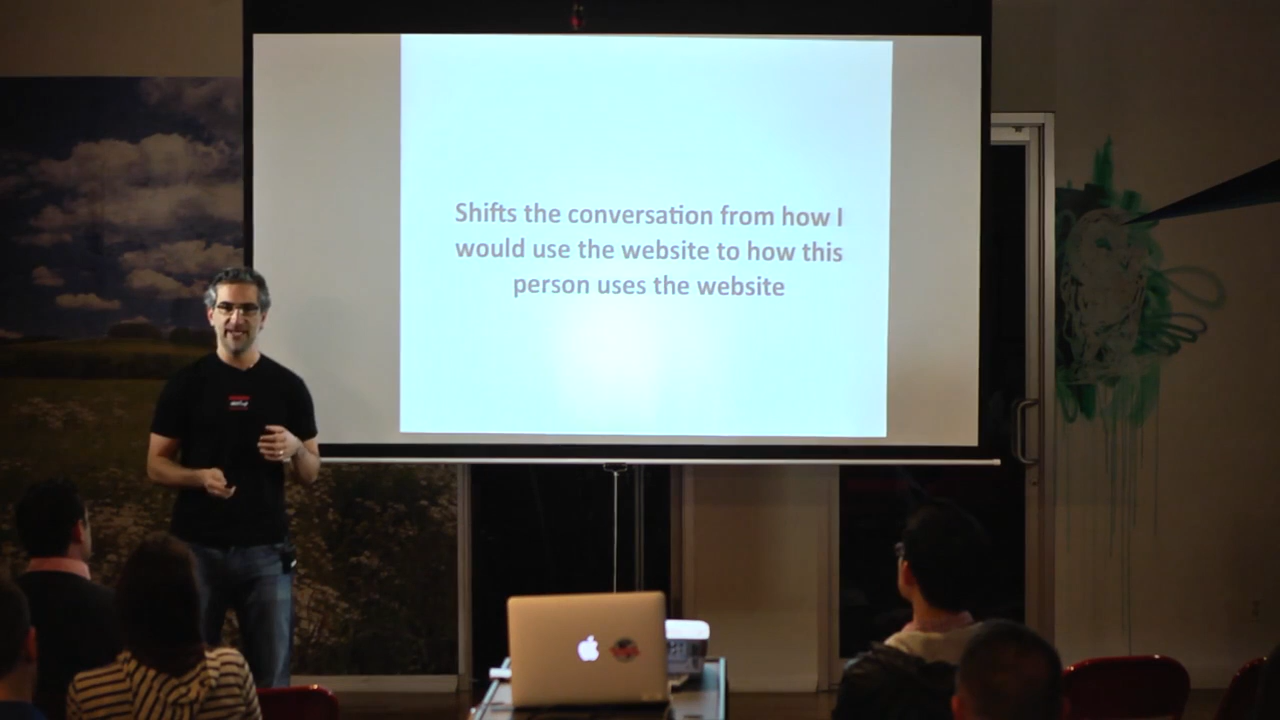 Shifts the conversation from how I
would use the website to how this
person uses the website